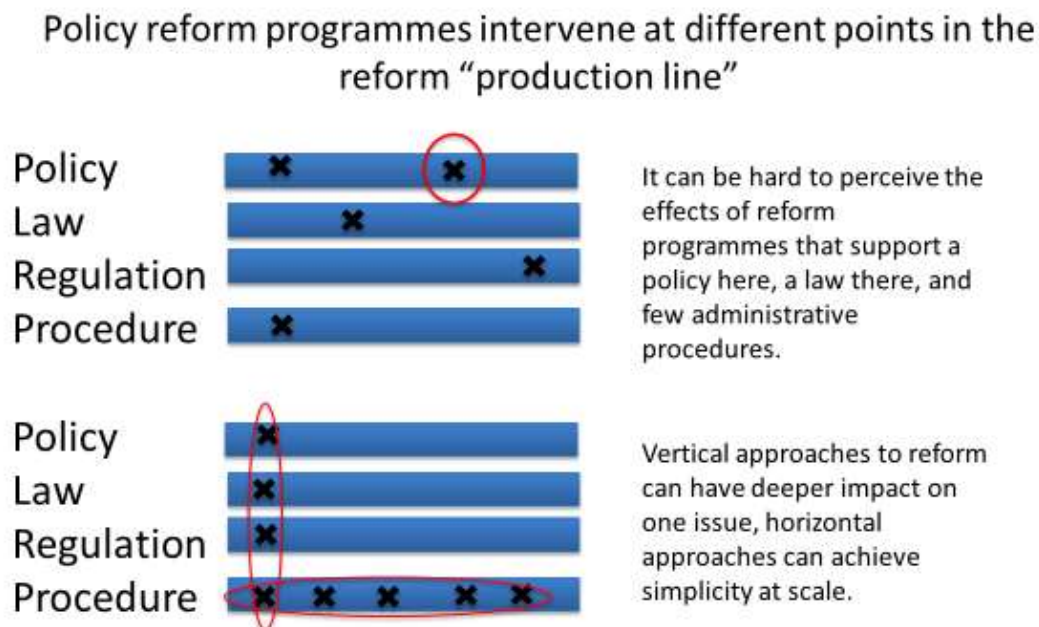 Policy reform programmes intervene at different points in the
reform “production line”
Policy
Law
Regulation
Procedure
It can be hard to perceive the
effects of reform
programmes that support a
policy here, a law there, and
few administrative
procedures.
Policy
Law
Regulation
Procedure
Vertical approaches to reform
can have deeper impact on
one issue, horizontal
approaches can achieve
simplicity at scale.